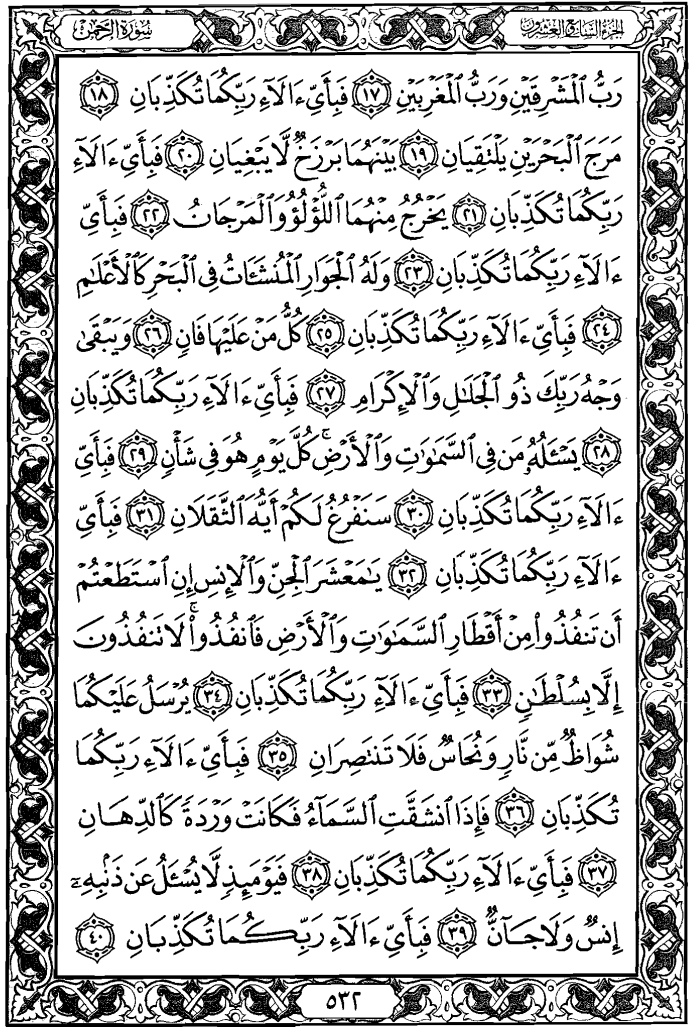 الجزء السابع والعشرون
سورة الرحمن
رَبُّ ٱلۡمَشۡرِقَيۡنِ وَرَبُّ ٱلۡمَغۡرِبَيۡنِ ١٧ فَبِأَيِّ ءَالَآءِ رَبِّكُمَا تُكَذِّبَانِ ١٨
مَرَجَ ٱلۡبَحۡرَيۡنِ يَلۡتَقِيَانِ ١٩ بَيۡنَهُمَا بَرۡزَخٞ لَّا يَبۡغِيَانِ ٢٠ فَبِأَيِّ ءَالَآءِ
رَبِّكُمَا تُكَذِّبَانِ ٢١ يَخۡرُجُ مِنۡهُمَا ٱللُّؤۡلُؤُ وَٱلۡمَرۡجَانُ ٢٢ فَبِأَيِّ
ءَالَآءِ رَبِّكُمَا تُكَذِّبَانِ ٢٣ وَلَهُ ٱلۡجَوَارِ ٱلۡمُنشَـَٔاتُ فِي ٱلۡبَحۡرِ كَٱلۡأَعۡلَٰمِ
٢٤ فَبِأَيِّ ءَالَآءِ رَبِّكُمَا تُكَذِّبَانِ ٢٥ كُلُّ مَنۡ عَلَيۡهَا فَانٖ ٢٦ وَيَبۡقَىٰ
وَجۡهُ رَبِّكَ ذُو ٱلۡجَلَٰلِ وَٱلۡإِكۡرَامِ ٢٧ فَبِأَيِّ ءَالَآءِ رَبِّكُمَا تُكَذِّبَانِ
٢٨ يَسۡـَٔلُهُۥ مَن فِي ٱلسَّمَٰوَٰتِ وَٱلۡأَرۡضِۚ كُلَّ يَوۡمٍ هُوَ فِي شَأۡنٖ ٢٩ فَبِأَيِّ
ءَالَآءِ رَبِّكُمَا تُكَذِّبَانِ ٣٠ سَنَفۡرُغُ لَكُمۡ أَيُّهَ ٱلثَّقَلَانِ ٣١ فَبِأَيِّ
ءَالَآءِ رَبِّكُمَا تُكَذِّبَانِ ٣٢ يَٰمَعۡشَرَ ٱلۡجِنِّ وَٱلۡإِنسِ إِنِ ٱسۡتَطَعۡتُمۡ
أَن تَنفُذُواْ مِنۡ أَقۡطَارِ ٱلسَّمَٰوَٰتِ وَٱلۡأَرۡضِ فَٱنفُذُواْۚ لَا تَنفُذُونَ
إِلَّا بِسُلۡطَٰنٖ ٣٣ فَبِأَيِّ ءَالَآءِ رَبِّكُمَا تُكَذِّبَانِ ٣٤ يُرۡسَلُ عَلَيۡكُمَا
شُوَاظٞ مِّن نَّارٖ وَنُحَاسٞ فَلَا تَنتَصِرَانِ ٣٥ فَبِأَيِّ ءَالَآءِ رَبِّكُمَا
تُكَذِّبَانِ ٣٦ فَإِذَا ٱنشَقَّتِ ٱلسَّمَآءُ فَكَانَتۡ وَرۡدَةٗ كَٱلدِّهَانِ
٣٧ فَبِأَيِّ ءَالَآءِ رَبِّكُمَا تُكَذِّبَانِ ٣٨ فَيَوۡمَئِذٖ لَّا يُسۡـَٔلُ عَن ذَنۢبِهِۦٓ
إِنسٞ وَلَا جَآنّٞ ٣٩ فَبِأَيِّ ءَالَآءِ رَبِّكُمَا تُكَذِّبَانِ ٤٠
٥٣٢